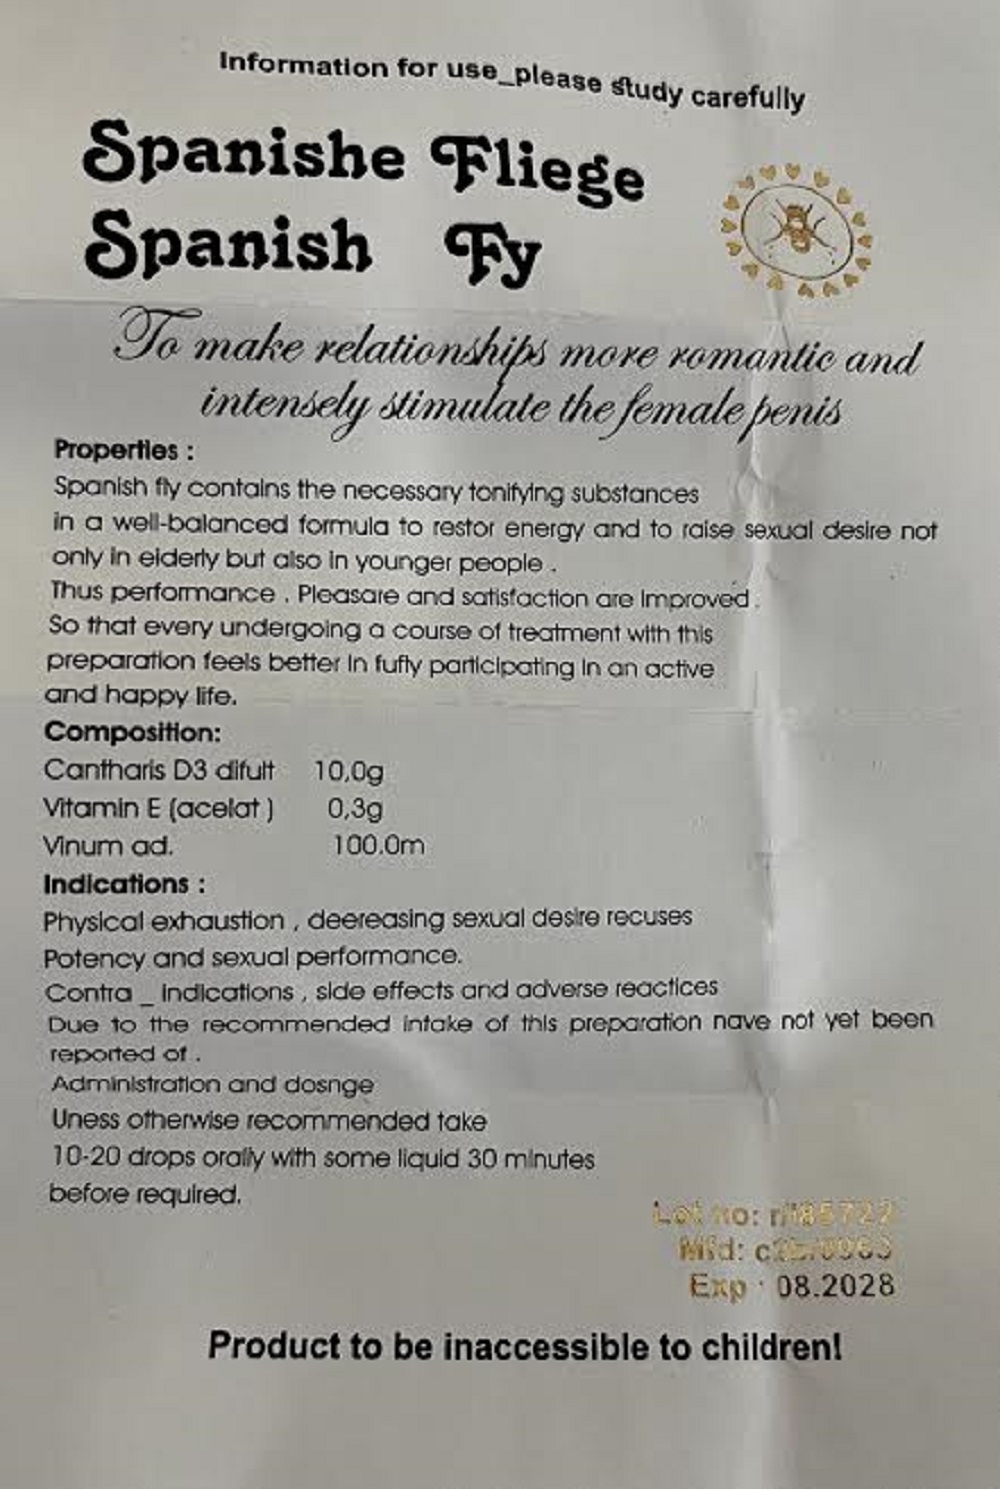 Information for use_please study carefully
Spanishe Fliege
Spanish Fy
To make relationships more romantic and
intensely stimulate the female penis
Properties :
Spanish fly contains the necessary tonifying substances
in a well-balanced formula to restor energy and to raise sexual desire not
only in elderly but also in younger people .
Thus performance . Pleasare and satisfaction are Improved .
So that every undergoing a course of treatment with this
preparation feels better in fuffy participating in an active
and happy life.
Composition:
Cantharis D3 difult 10,0g
Vitamin E (acelat ) 0,3g
Vinum ad. 100.0m
Indications :
Physical exhaustion , deereasing sexual desire recuses
Potency and sexual performance.
Contra _ indications , side effects and adverse reactices
Due to the recommended intake of this preparation nave not yet been
reported of .
Administration and dosnge
Uness otherwise recommended take
10-20 drops orally with some liquid 30 minutes
before required.
Lot no:
Mfd:
Exp : 08.2028
Product to be inaccessible to children!